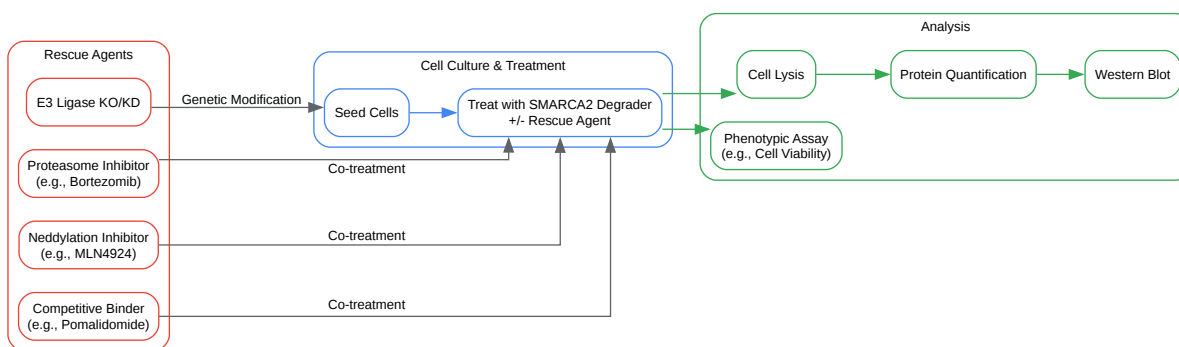 Rescue Agents
E3 Ligase KO/KD
Proteasome Inhibitor
(e.g., Bortezomib)
Neddylation Inhibitor
(e.g., MLN4924)
Competitive Binder
(e.g., Pomalidomide)
Genetic Modification
Co-treatment
Co-treatment
Co-treatment
Cell Culture & Treatment
Seed Cells
Treat with SMARCA2 Degrader
+/- Rescue Agent
Analysis
Cell Lysis
Protein Quantification
Western Blot
Phenotypic Assay
(e.g., Cell Viability)